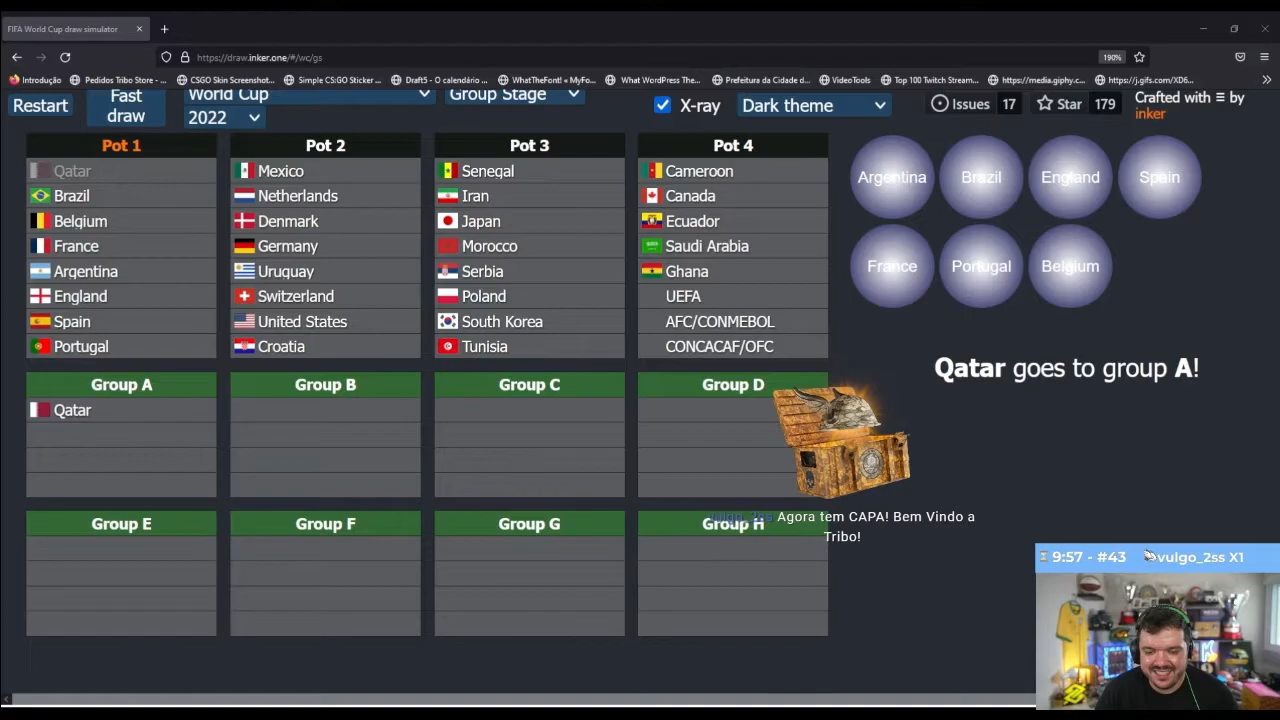 FIFA World Cup draw simulator
https://draw.inker.one/#/wc/gs
190%
Introdução
Pedidos Tribo Store - ...
CSGO Skin Screenshot...
Simple CS:GO Sticker ...
Draft5 - O calendário ...
WhatTheFont! « MyFo...
What WordPress The...
Prefeitura da Cidade d...
VideoTools
Top 100 Twitch Stream...
https://media.giphy.c...
https://j.gifs.com/XD6...
Restart
Fast
draw
World Cup
2022
Group Stage
X-ray
Dark theme
Issues 17
Star 179
Crafted with by
inker
Pot 1
Qatar
Brazil
Belgium
France
Argentina
England
Spain
Portugal
Pot 2
Mexico
Netherlands
Denmark
Germany
Uruguay
Switzerland
United States
Croatia
Pot 3
Senegal
Iran
Japan
Morocco
Serbia
Poland
South Korea
Tunisia
Pot 4
Cameroon
Canada
Ecuador
Saudi Arabia
Ghana
UEFA
AFC/CONMEBOL
CONCACAF/OFC
Argentina
Brazil
England
Spain
France
Portugal
Belgium
Qatar goes to group A!
Group A
Qatar
Group B
Group C
Group D
Group E
Group F
Group G
Group H
vulgo_2ss Agora tem CAPA! Bem Vindo a
Tribo!
9:57 - #43
vulgo_2ss X1